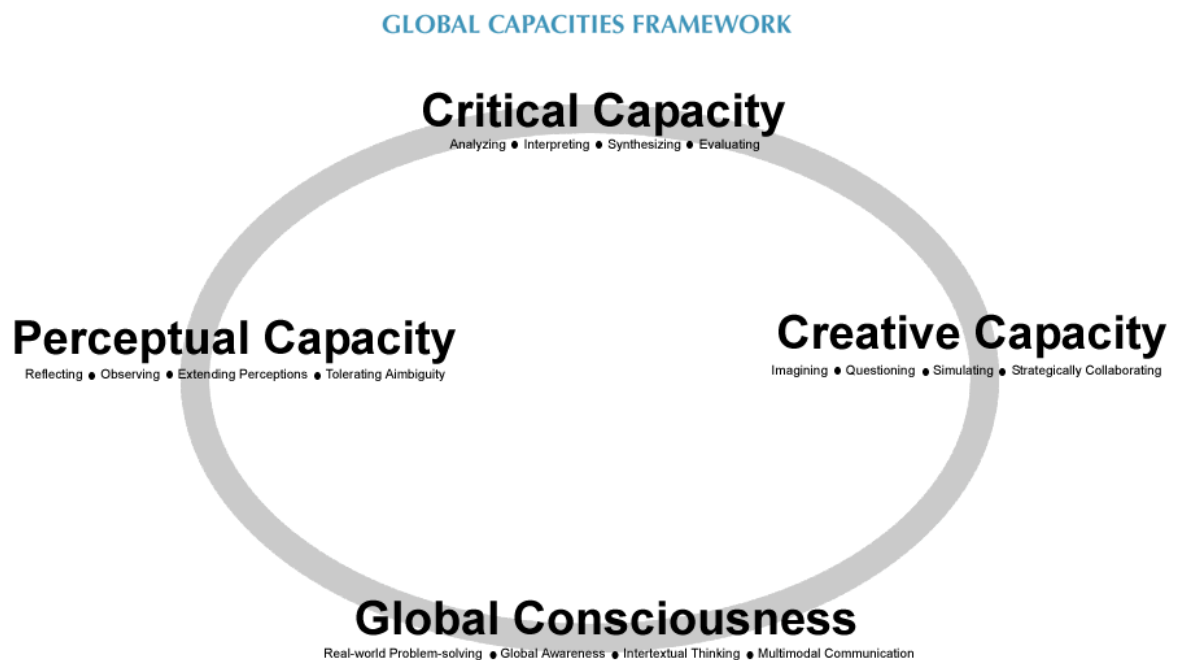 GLOBAL CAPACITIES FRAMEWORK
Critical Capacity
Analyzing ● Interpreting ● Synthesizing ● Evaluating
Perceptual Capacity
Reflecting ● Observing ● Extending Perceptions ● Tolerating Aimbiguity
Creative Capacity
Imagining ● Questioning ● Simulating ● Strategically Collaborating
Global Consciousness
Real-world Problem-solving ● Global Awareness ● Intertextual Thinking ● Multimodal Communication